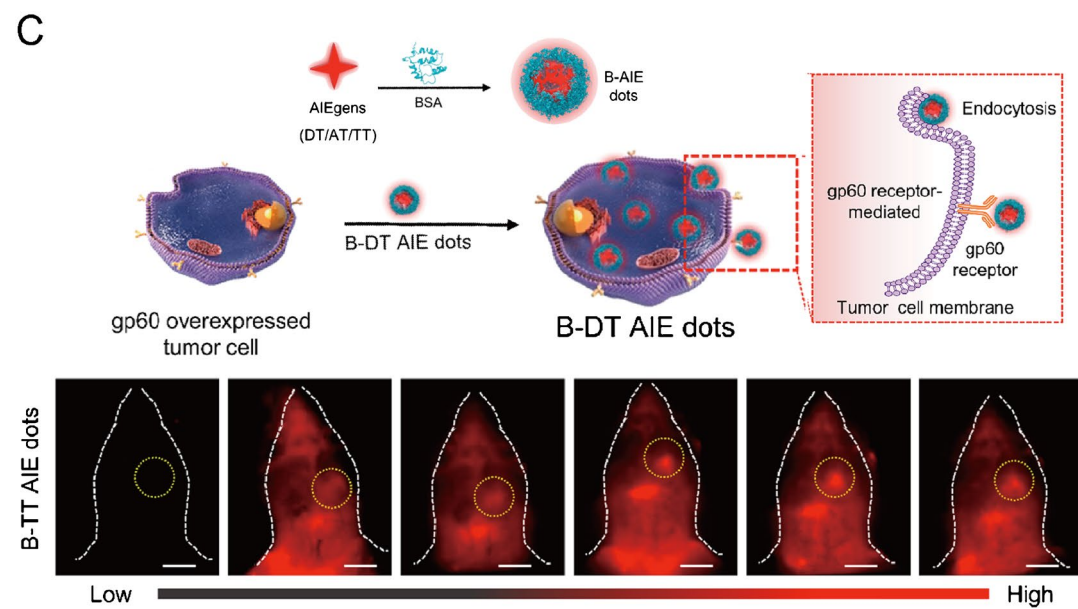 C
AIEgens
(DT/AT/TT)
BSA
B-AIE
dots
B-DT AIE dots
gp60 overexpressed
tumor cell
B-DT AIE dots
Endocytosis
gp60 receptor-
mediated
gp60
receptor
Tumor cell membrane
B-TT AIE dots
Low
High